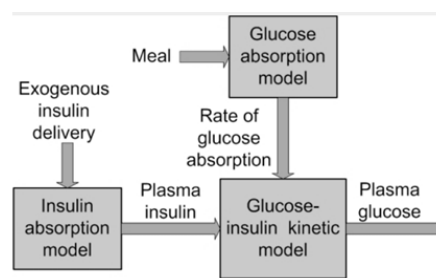 Meal
Glucose
absorption
model
Exogenous
insulin
delivery
Rate of
glucose
absorption
Insulin
absorption
model
Plasma
insulin
Glucose-
insulin kinetic
model
Plasma
glucose